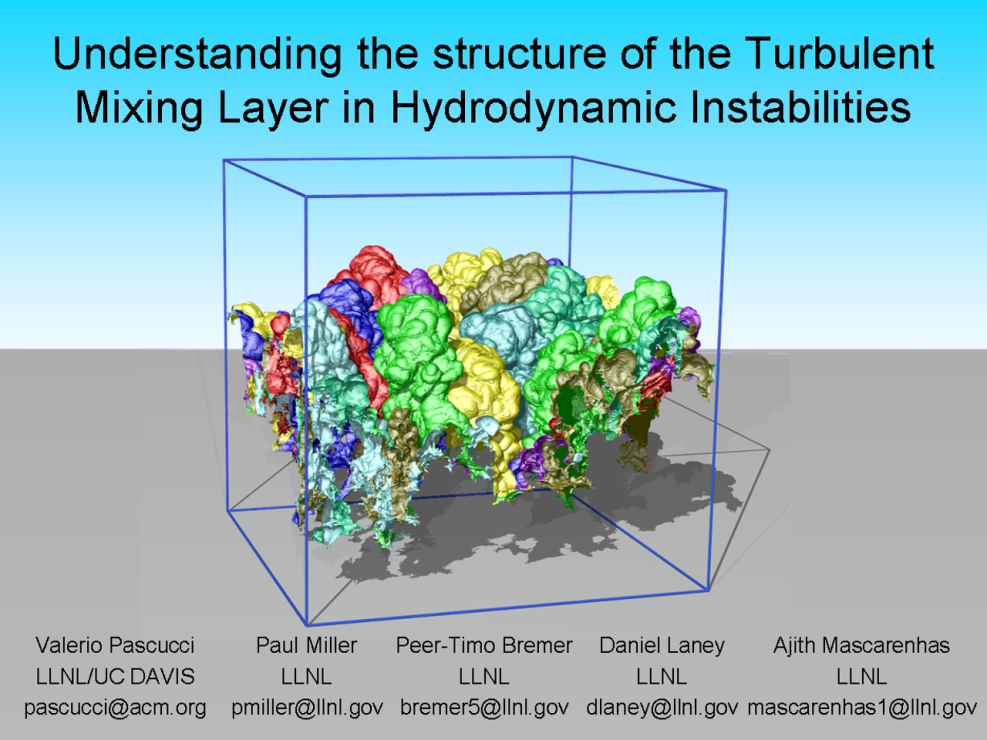 Understanding the structure of the Turbulent
Mixing Layer in Hydrodynamic Instabilities
Valerio Pascucci Paul Miller Peer-Timo Bremer Daniel Laney Ajith Mascarenhas
LLNL/UC DAVIS LLNL LLNL LLNL LLNL
pascucci@acm.org pmiller@llnl.gov bremer5@llnl.gov dlaney@llnl.gov mascarenhas1@llnl.gov